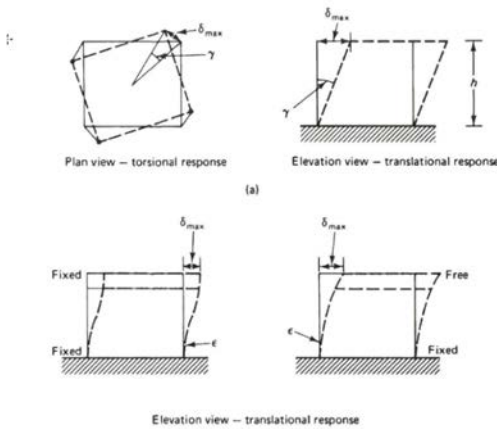 δmax
γ
Plan view – torsional response
δmax
γ
h
Elevation view – translational response
(a)
δmax
Fixed
Fixed
ϵ
δmax
Free
ϵ
Fixed
Elevation view – translational response